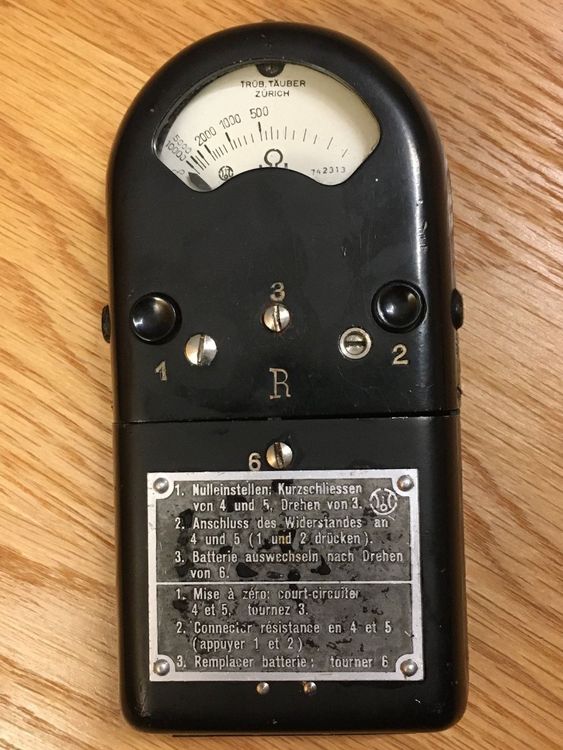 TRÜB, TÄUBER
ZÜRICH
10000 5000 2000 1000 500
Ω
742313
3
1 2
R
6
1. Nulleinstellen: Kurzschliessen
von 4 und 5, Drehen von 3.
2. Anschluss des Widerstandes an
4 und 5 (1 und 2 drücken).
3. Batterie auswechseln nach Drehen
von 6.
1. Mise à zéro: court-circuiter
4 et 5, tournez 3.
2. Connecter résistance en 4 et 5
(appuyer 1 et 2)
3. Remplacer batterie: tourner 6